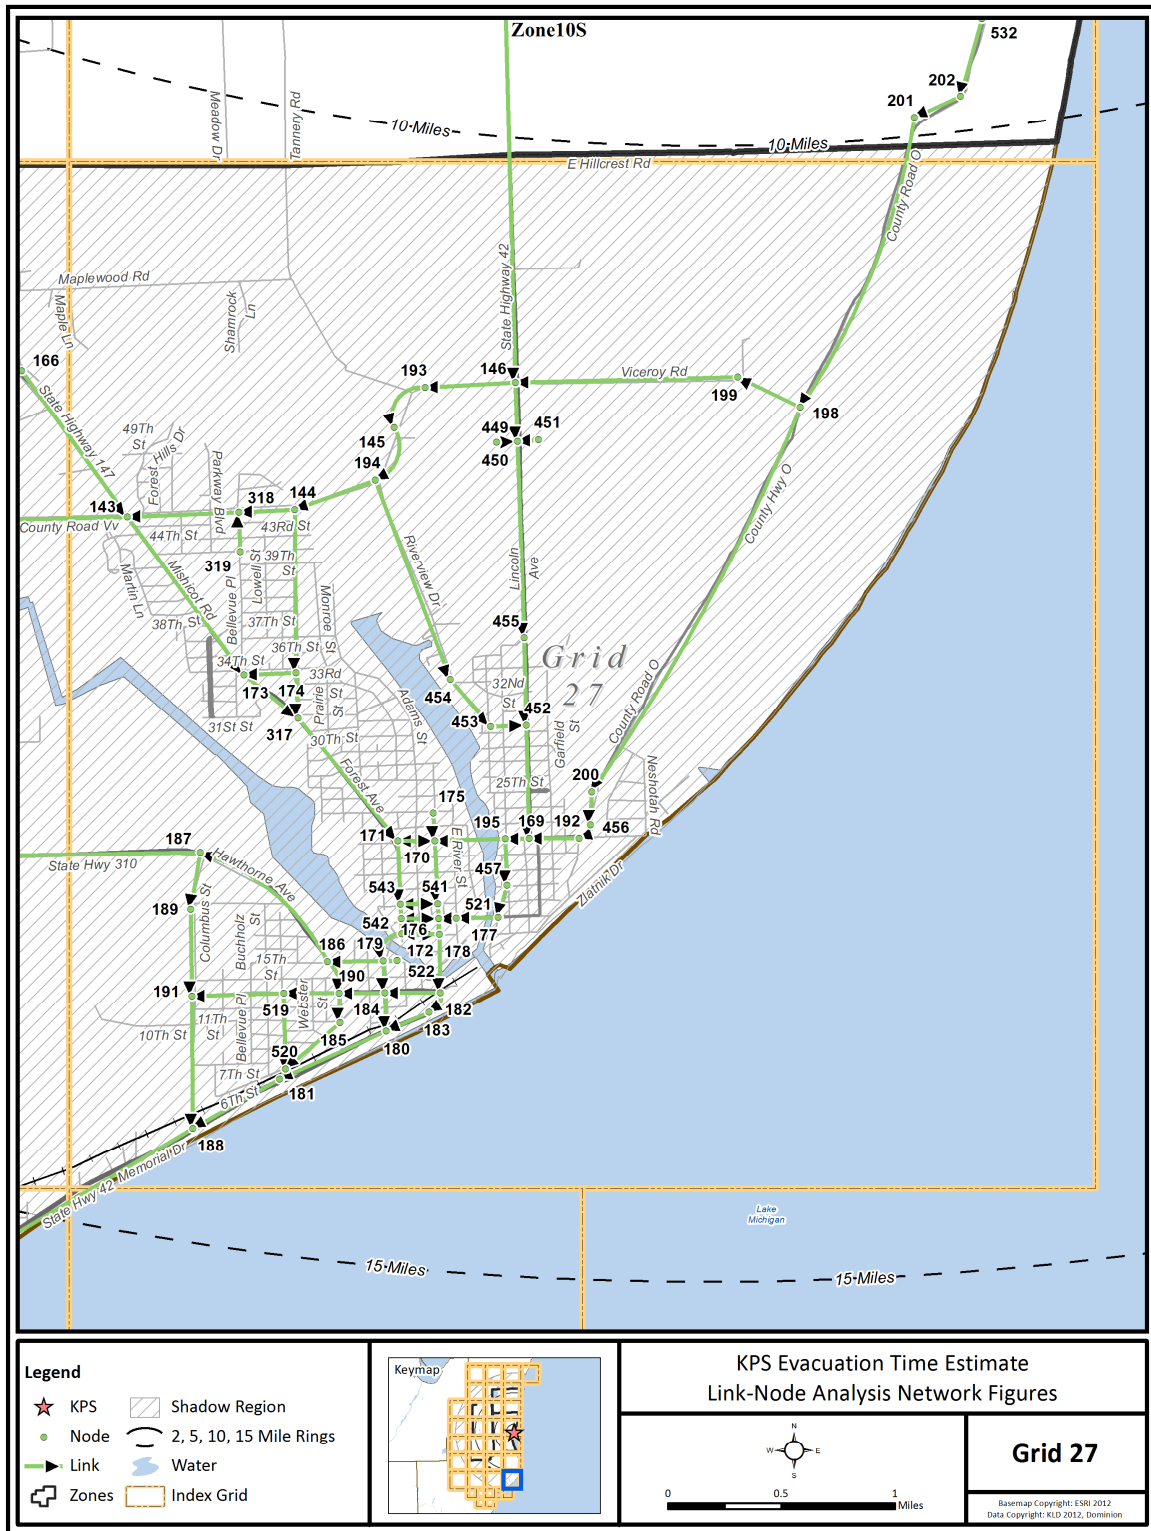 Zone10S
532
202
201
10 Miles
10 Miles
Meadow Dr
Tannery Rd
E Hillcrest Rd
County Road O
State Highway 42
Maplewood Rd
Maple Ln
Shamrock
Ln
166
193
146
Viceroy Rd
199
198
State Highway 147
49Th
St
Forest
Hills Dr
Parkway Blvd
145
449
451
450
194
143
318
144
County Road Vv
44Th St
43Rd St
319
39Th
St
Lowell St
Bellevue Pl
Martin Ln
Mishicot Rd
38Th St
37Th St
Monroe
St
36Th St
34Th St
33Rd
St
173
174
Prairie
St
31St St
317
30Th St
Riverview Dr
Lincoln
Ave
County Hwy O
455
Grid
27
454
32Nd
St
453
452
Adams St
Garfield
St
County Road O
Forest Ave
25Th St
200
Neshotah Rd
175
195
169
192
456
171
170
E River St
187
State Hwy 310
Hawthorne Ave
457
Zlatnik Dr
189
Columbus St
Buchholz
St
543
541
521
542
176
177
186
179
172
178
15Th
St
190
522
191
519
Webster
St
184
182
183
10Th St
11Th
St
Bellevue Pl
185
180
520
7Th St
6Th St
181
188
State Hwy 42
Memorial Dr
Lake
Michigan
15 Miles
15 Miles
Legend
KPS
Shadow Region
Node
2, 5, 10, 15 Mile Rings
Link
Water
Zones
Index Grid
Keymap
KPS Evacuation Time Estimate
Link-Node Analysis Network Figures
N
W
E
S
0
0.5
1
Miles
Grid 27
Basemap Copyright: ESRI 2012
Data Copyright: KLD 2012, Dominion